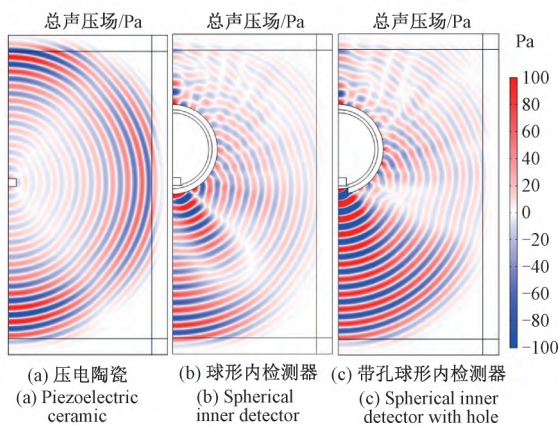 总声压场/Pa
总声压场/Pa
总声压场/Pa
Pa
100
80
60
40
20
0
−20
−40
−60
−80
−100
(a) 压电陶瓷
(a) Piezoelectric
ceramic
(b) 球形内检测器
(b) Spherical
inner detector
(c) 带孔球形内检测器
(c) Spherical inner
detector with hole